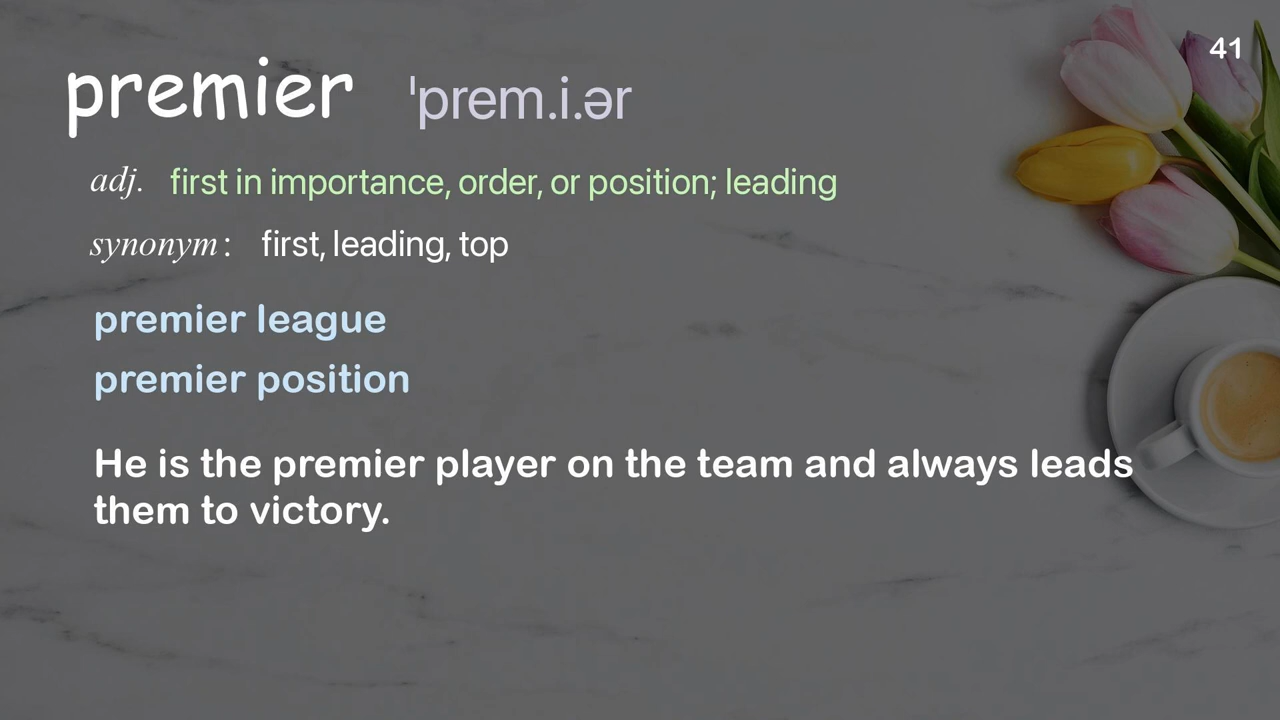 41
premier ˈprem.i.ər
adj. first in importance, order, or position; leading
synonym: first, leading, top
premier league
premier position
He is the premier player on the team and always leads
them to victory.